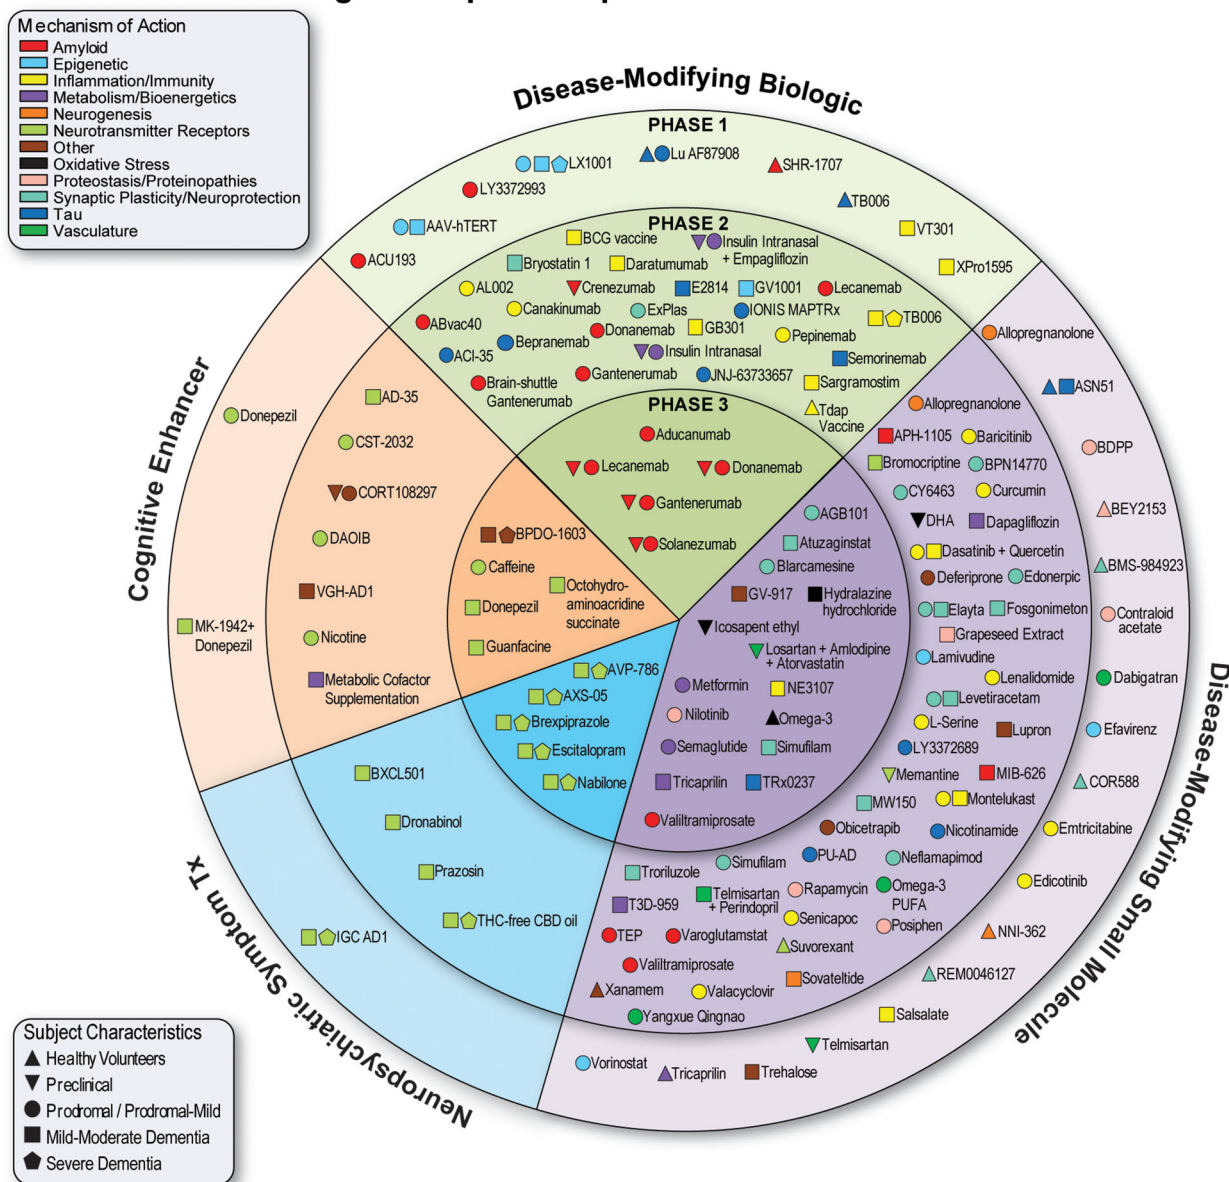 Mechanism of Action
Amyloid
Epigenetic
Inflammation/Immunity
Metabolism/Bioenergetics
Neurogenesis
Neurotransmitter Receptors
Other
Oxidative Stress
Proteostasis/Proteinopathies
Synaptic Plasticity/Neuroprotection
Tau
Vasculature
Disease-Modifying Biologic
PHASE 1
LX1001
Lu AF87908
SHR-1707
LY3372993
TB006
AAV-hTERT
VT301
ACU193
XPro1595
PHASE 2
BCG vaccine
Insulin Intranasal
+ Empagliflozin
Bryostatin 1
Daratumumab
AL002
Crenezumab
E2814
GV1001
Lecanemab
Canakinumab
ExPlas
IONIS MAPTRx
TB006
ABvac40
Donanemab
GB301
Pepinemab
ACI-35
Bepranemab
Insulin Intranasal
Semorinemab
Brain-shuttle
Gantenerumab
Gantenerumab
JNJ-63733657
Sargramostim
Tdap
Vaccine
PHASE 3
Aducanumab
Lecanemab
Donanemab
Gantenerumab
Solanezumab
Cognitive Enhancer
Donepezil
MK-1942+
Donepezil
AD-35
CST-2032
CORT108297
DAOIB
VGH-AD1
Nicotine
Metabolic Cofactor
Supplementation
BPDO-1603
Caffeine
Octohydro-
aminoacridine
succinate
Donepezil
Guanfacine
Neuropsychiatric Symptom Tx
AVP-786
AXS-05
Brexpiprazole
Escitalopram
Nabilone
BXCL501
Dronabinol
Prazosin
THC-free CBD oil
IGC AD1
Disease-Modifying Small Molecule
AGB101
Atuzaginstat
Blarcamesine
GV-917
Hydralazine
hydrochloride
Icosapent ethyl
Losartan + Amlodipine
+ Atorvastatin
Metformin
NE3107
Nilotinib
Omega-3
Semaglutide
Simufilam
Tricaprilin
TRx0237
Valiltramiprosate
Allopregnanolone
APH-1105
Baricitinib
Bromocriptine
BPN14770
CY6463
Curcumin
DHA
Dapagliflozin
Dasatinib + Quercetin
Deferiprone
Edonerpic
Elayta
Fosgonimeton
Grapeseed Extract
Lamivudine
Lenalidomide
Levetiracetam
L-Serine
Lupron
LY3372689
Memantine
MIB-626
MW150
Montelukast
Obicetrapib
Nicotinamide
Troriluzole
Simufilam
PU-AD
Neflamapimod
T3D-959
Telmisartan
+ Perindopril
Rapamycin
Omega-3
PUFA
Senicapoc
Posiphen
TEP
Varoglutamstat
Suvorexant
Valiltramiprosate
Sovateltide
Xanamem
Valacyclovir
Yangxue Qingnao
Allopregnanolone
ASN51
BDPP
BEY2153
BMS-984923
Contraloid
acetate
Dabigatran
Efavirenz
COR588
Emtricitabine
Edicotinib
NNI-362
REM0046127
Salsalate
Telmisartan
Vorinostat
Tricaprilin
Trehalose
Subject Characteristics
Healthy Volunteers
Preclinical
Prodromal / Prodromal-Mild
Mild-Moderate Dementia
Severe Dementia